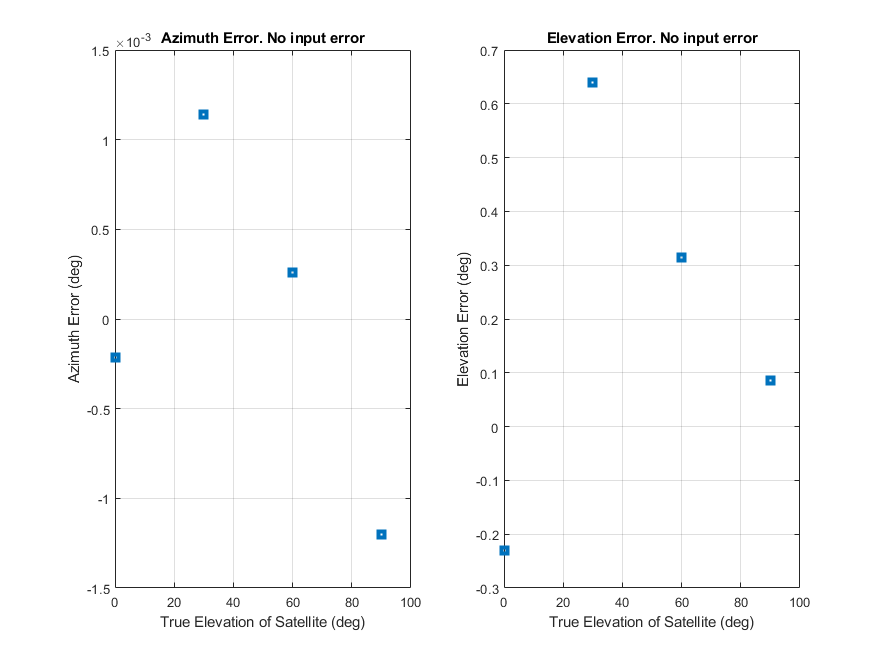 ×10^-3
Azimuth Error. No input error
1.5
1
0.5
0
-0.5
-1
-1.5
0 20 40 60 80 100
True Elevation of Satellite (deg)
Azimuth Error (deg)
Elevation Error. No input error
0.7
0.6
0.5
0.4
0.3
0.2
0.1
0
-0.1
-0.2
-0.3
0 20 40 60 80 100
True Elevation of Satellite (deg)
Elevation Error (deg)